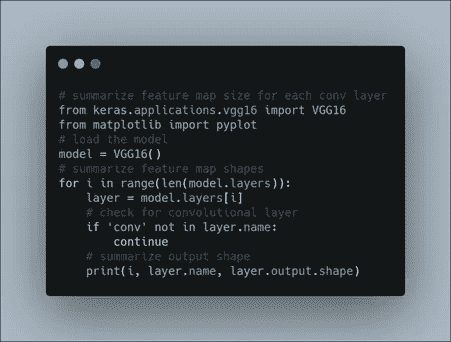 # summarize feature map size for each conv layer
from keras.applications.vgg16 import VGG16
from matplotlib import pyplot
# load the model
model = VGG16()
# summarize feature map shapes
for i in range(len(model.layers)):
    layer = model.layers[i]
    # check for convolutional layer
    if 'conv' not in layer.name:
        continue
    # summarize output shape
    print(i, layer.name, layer.output.shape)